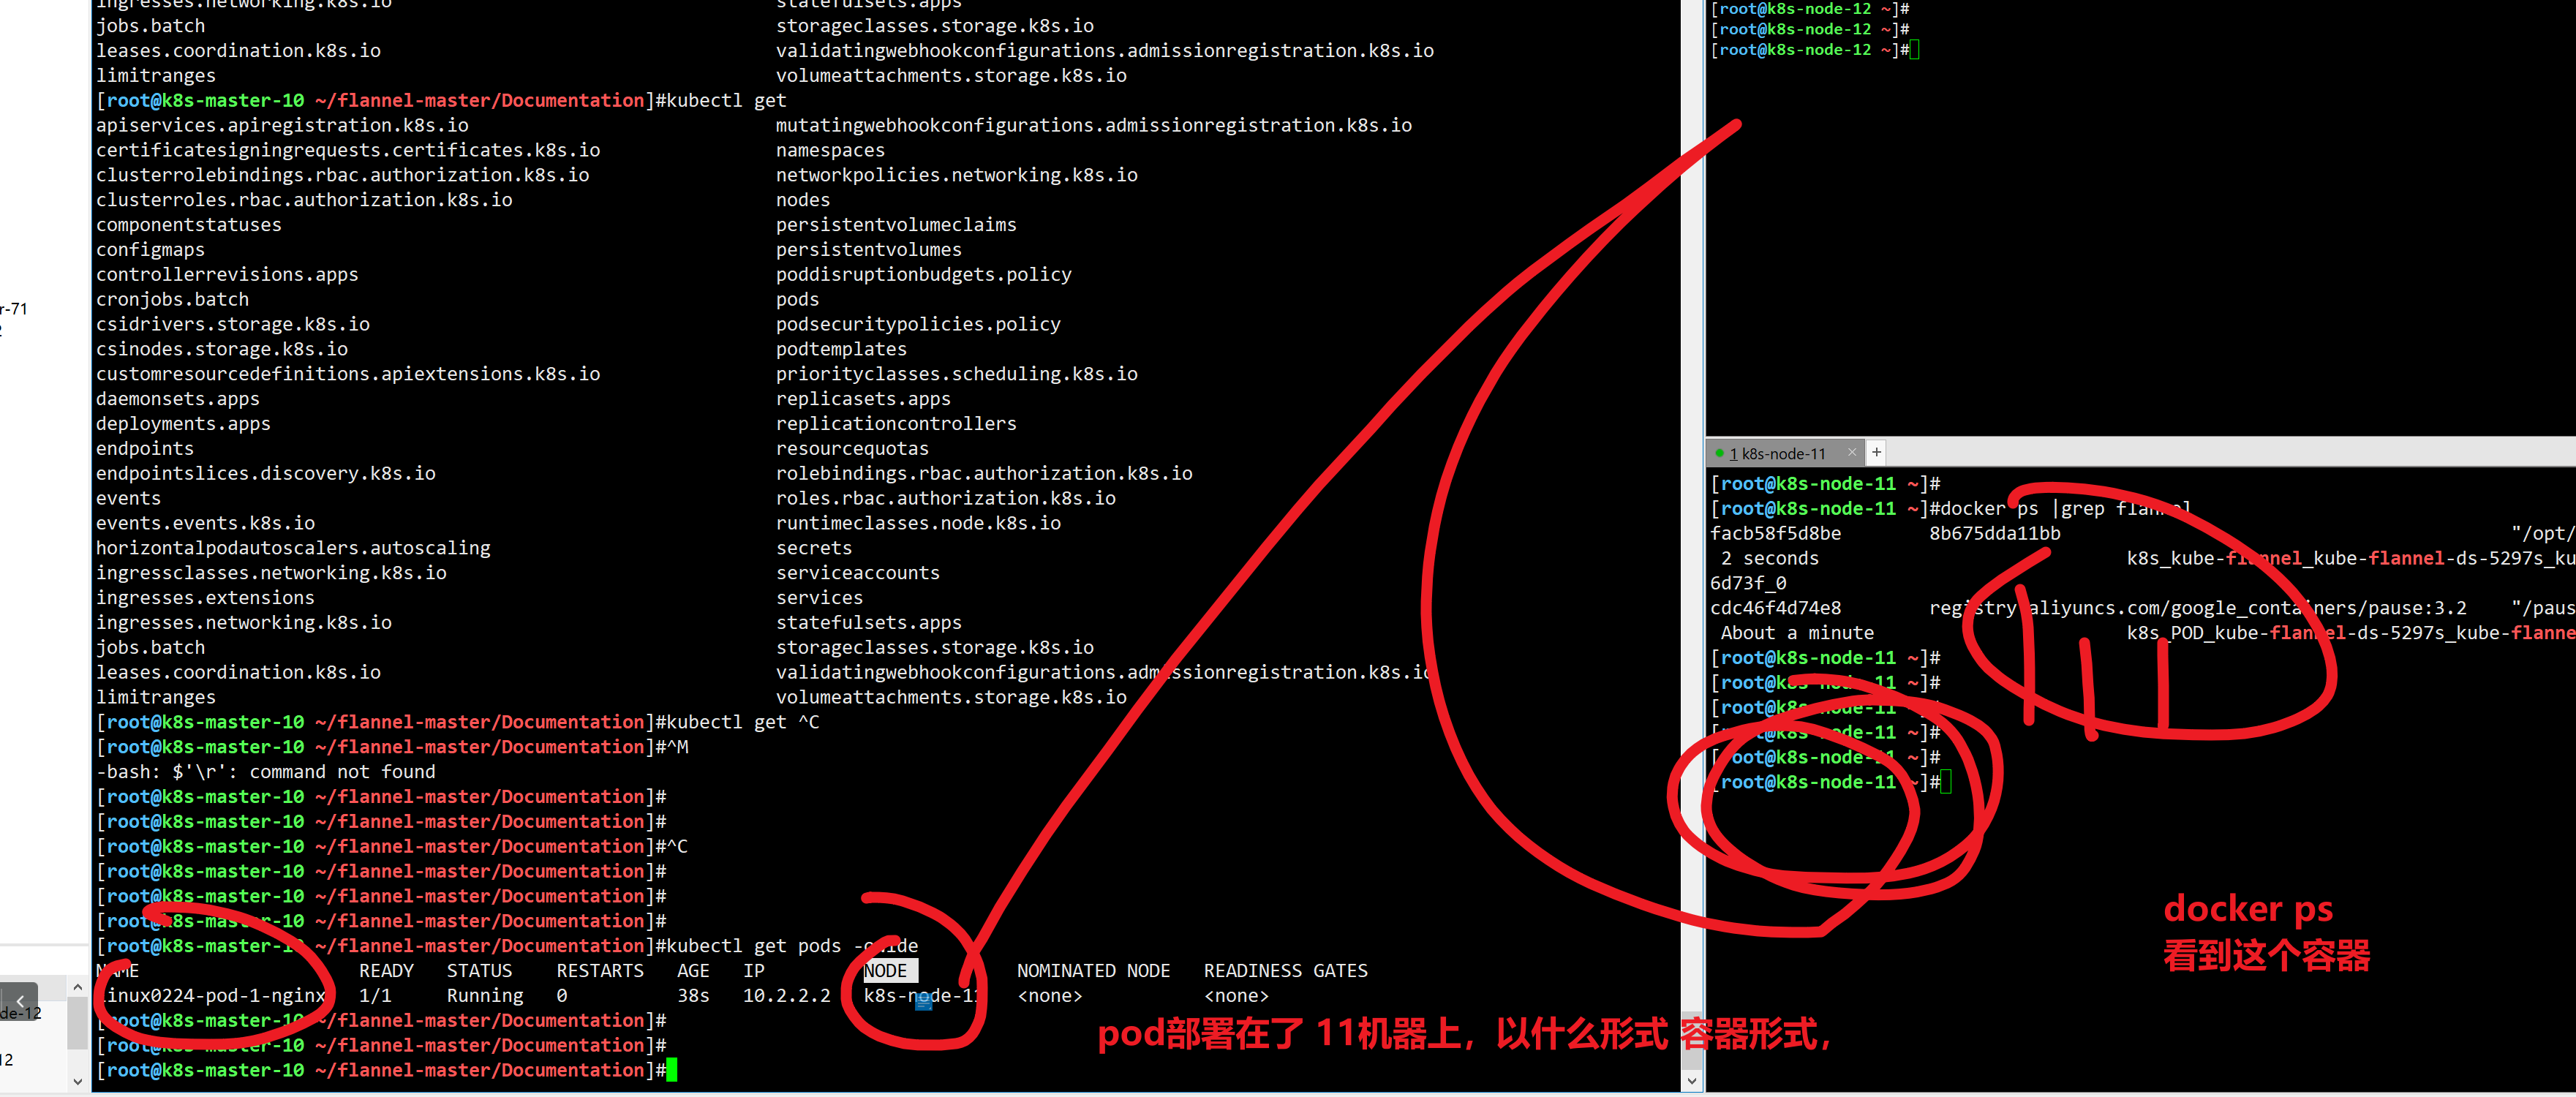 ingresses.networking.k8s.io statefulsets.apps
jobs.batch storageclasses.storage.k8s.io
leases.coordination.k8s.io validatingwebhookconfigurations.admissionregistration.k8s.io
limitranges volumeattachments.storage.k8s.io
[root@k8s-master-10 ~/flannel-master/Documentation]#kubectl get
apiservices.apiregistration.k8s.io mutatingwebhookconfigurations.admissionregistration.k8s.io
certificatesigningrequests.certificates.k8s.io namespaces
clusterrolebindings.rbac.authorization.k8s.io networkpolicies.networking.k8s.io
clusterroles.rbac.authorization.k8s.io nodes
componentstatuses persistentvolumeclaims
configmaps persistentvolumes
controllerrevisions.apps poddisruptionbudgets.policy
cronjobs.batch pods
csidrivers.storage.k8s.io podsecuritypolicies.policy
csinodes.storage.k8s.io podtemplates
customresourcedefinitions.apiextensions.k8s.io priorityclasses.scheduling.k8s.io
daemonsets.apps replicasets.apps
deployments.apps replicationcontrollers
endpoints resourcequotas
endpointslices.discovery.k8s.io rolebindings.rbac.authorization.k8s.io
events roles.rbac.authorization.k8s.io
events.events.k8s.io runtimeclasses.node.k8s.io
horizontalpodautoscalers.autoscaling secrets
ingressclasses.networking.k8s.io serviceaccounts
ingresses.extensions services
ingresses.networking.k8s.io statefulsets.apps
jobs.batch storageclasses.storage.k8s.io
leases.coordination.k8s.io validatingwebhookconfigurations.admissionregistration.k8s.io
limitranges volumeattachments.storage.k8s.io
[root@k8s-master-10 ~/flannel-master/Documentation]#kubectl get ^C
[root@k8s-master-10 ~/flannel-master/Documentation]#^M
-bash: $'\r': command not found
[root@k8s-master-10 ~/flannel-master/Documentation]#
[root@k8s-master-10 ~/flannel-master/Documentation]#
[root@k8s-master-10 ~/flannel-master/Documentation]#^C
[root@k8s-master-10 ~/flannel-master/Documentation]#
[root@k8s-master-10 ~/flannel-master/Documentation]#
[root@k8s-master-10 ~/flannel-master/Documentation]#
[root@k8s-master-10 ~/flannel-master/Documentation]#kubectl get pods -owide
NAME READY STATUS RESTARTS AGE IP NODE NOMINATED NODE READINESS GATES
linux0224-pod-1-nginx 1/1 Running 0 38s 10.2.2.2 k8s-node-11 <none> <none>
[root@k8s-master-10 ~/flannel-master/Documentation]#
[root@k8s-master-10 ~/flannel-master/Documentation]#
[root@k8s-master-10 ~/flannel-master/Documentation]#
pod部署在了 11机器上，以什么形式 容器形式，
[root@k8s-node-12 ~]#
[root@k8s-node-12 ~]#
[root@k8s-node-12 ~]#
1 k8s-node-11 × +
[root@k8s-node-11 ~]#
[root@k8s-node-11 ~]#docker ps |grep flannel
facb58f5d8be 8b675dda11bb "/opt/
2 seconds k8s_kube-flannel_kube-flannel-ds-5297s_ku
6d73f_0
cdc46f4d74e8 registry.aliyuncs.com/google_containers/pause:3.2 "/paus
About a minute k8s_POD_kube-flannel-ds-5297s_kube-flanne
[root@k8s-node-11 ~]#
[root@k8s-node-11 ~]#
[root@k8s-node-11 ~]#
[root@k8s-node-11 ~]#
[root@k8s-node-11 ~]#
[root@k8s-node-11 ~]#
docker ps
看到这个容器
r-71
2
de-12
12